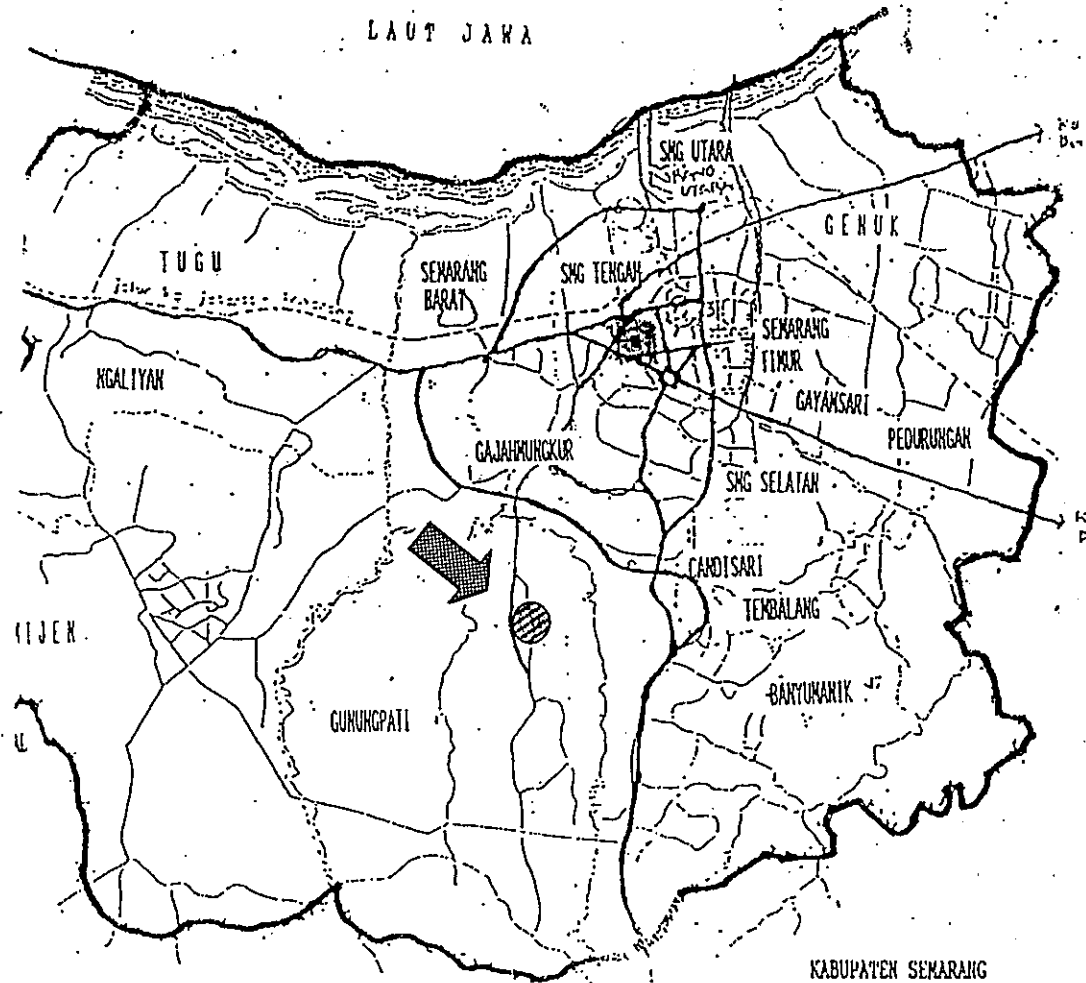 LAUT JAWA
SMG UTARA
GENUK
TUGU
SEMARANG
BARAT
SMG TENGAH
SEMARANG
TIMUR
NGALIYAN
GAYAMSARI
PEDURUNGAN
GAJAHMUNGKUR
SMG SELATAN
CANDISARI
TEMBALANG
MIJEN
BANYUMANIK
GUNUNGPATI
KABUPATEN SEMARANG